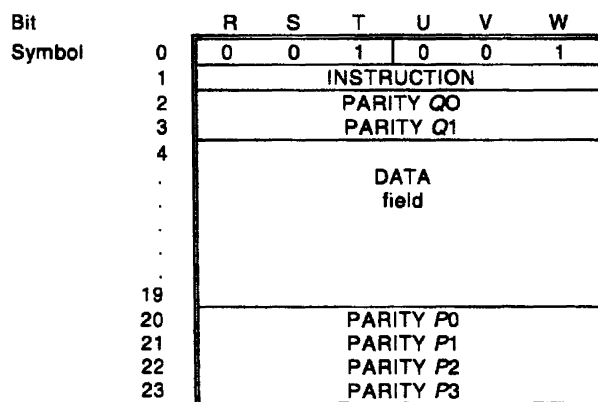 Bit R S T U V W
Symbol 0 0 0 1 0 0 1
1 INSTRUCTION
2 PARITY Q0
3 PARITY Q1
4
. DATA
. field
.
.
.
19
20 PARITY P0
21 PARITY P1
22 PARITY P2
23 PARITY P3